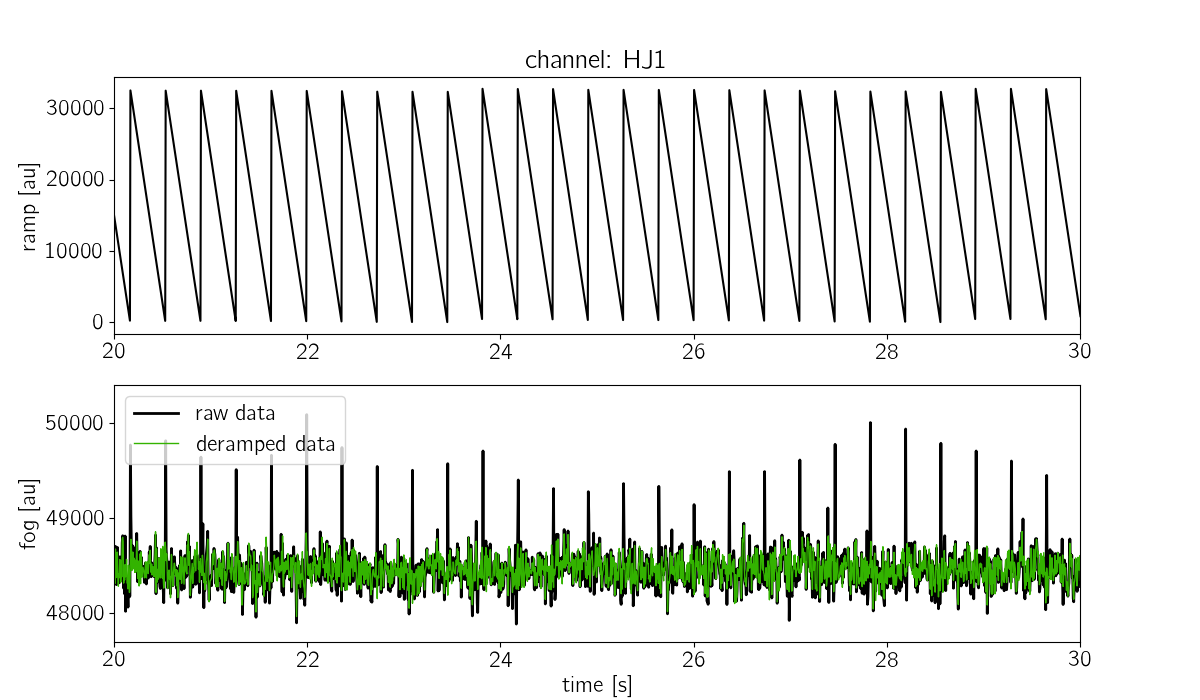 channel: HJ1
ramp [au]
30000
20000
10000
0
20 22 24 26 28 30
fog [au]
50000
49000
48000
raw data
deramped data
20 22 24 26 28 30
time [s]